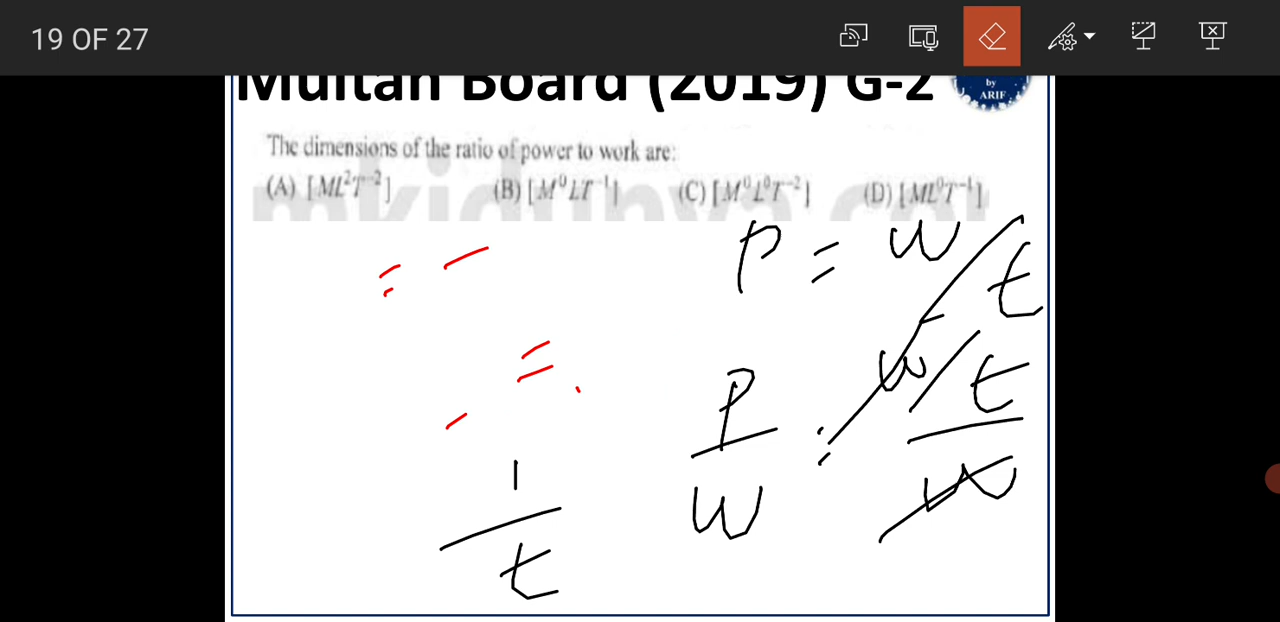 19 OF 27
Multan Board (2019) G-2
by
ARIF
The dimensions of the ratio of power to work are:
(A) [ML²T⁻²] (B) [M⁰LT⁻¹] (C) [M⁰L⁰T⁻²] (D) [ML⁰T⁻¹]
P = W/t
P/W = W/t/W
1/t